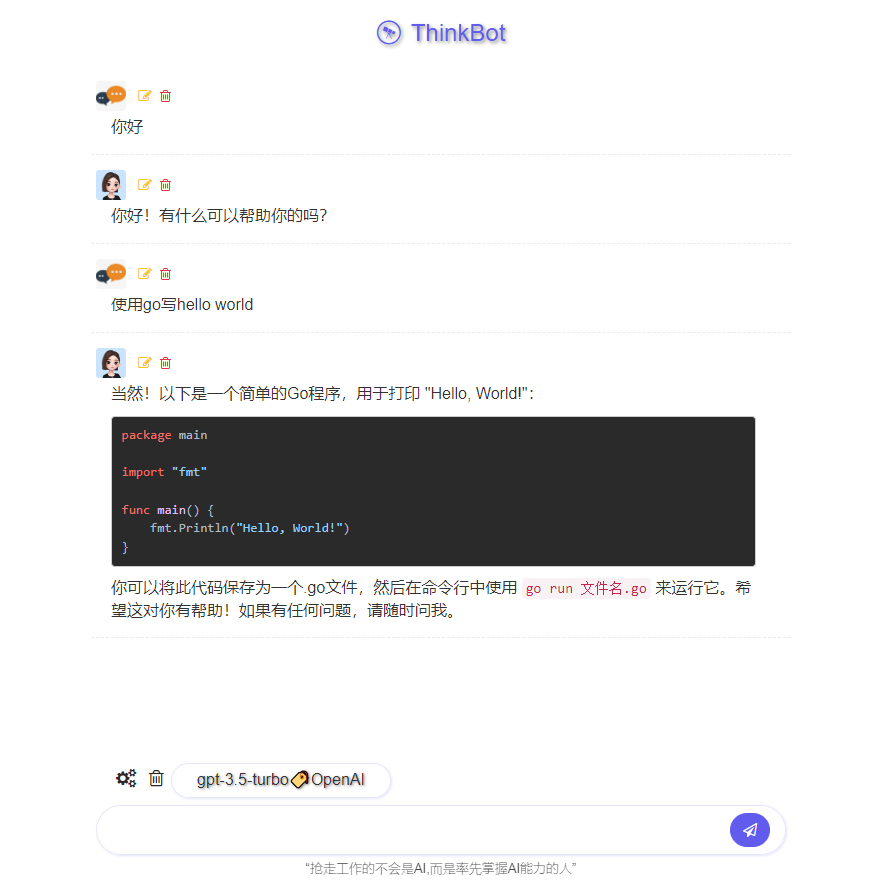 ThinkBot
你好
你好！有什么可以帮助你的吗？
使用go写hello world
当然！以下是一个简单的Go程序，用于打印 "Hello, World!"：
package main
import "fmt"
func main() {
    fmt.Println("Hello, World!")
}
你可以将此代码保存为一个.go文件，然后在命令行中使用 go run 文件名.go 来运行它。希
望这对你有帮助！如果有任何问题，请随时问我。
gpt-3.5-turbo OpenAI
“抢走工作的不会是AI,而是率先掌握AI能力的人”